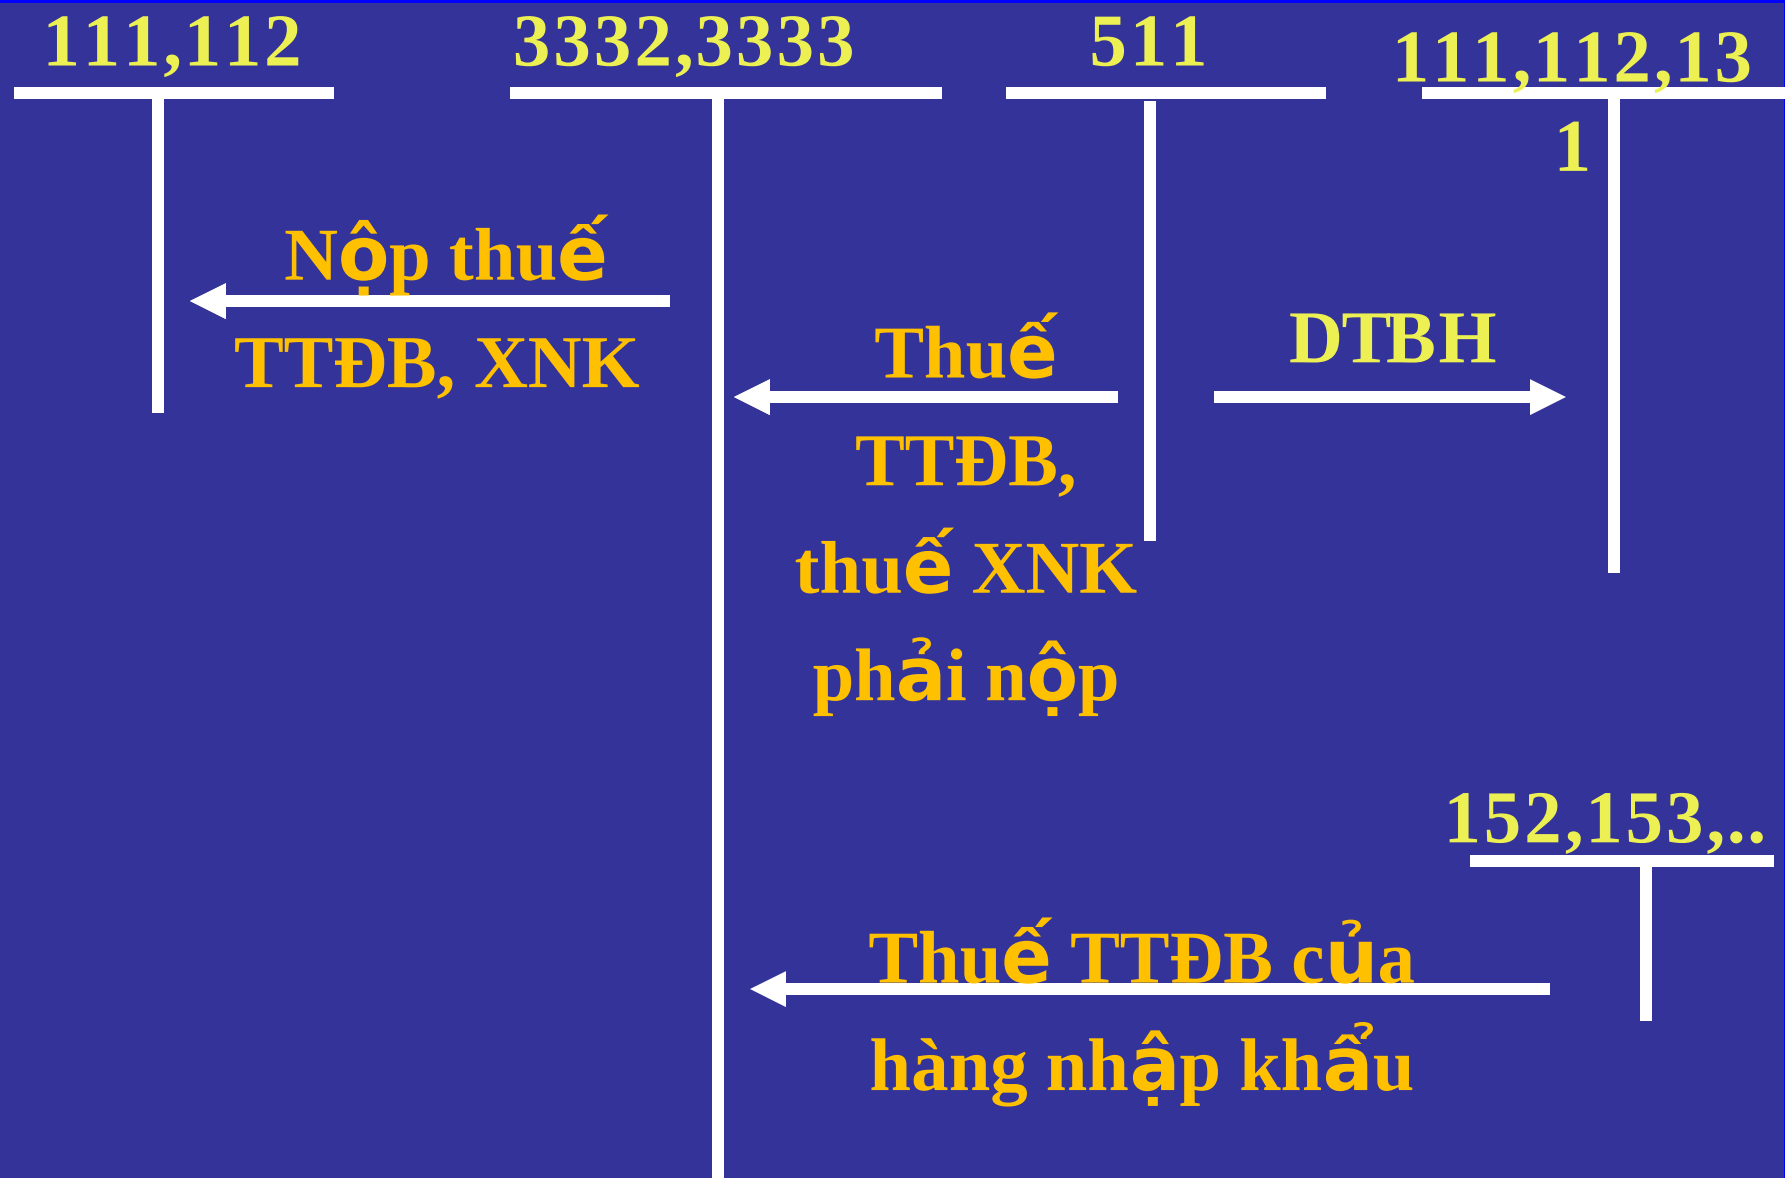 111,112
3332,3333
511
111,112,13
1
Nộp thuế
TTĐB, XNK
Thuế
TTĐB,
thuế XNK
phải nộp
DTBH
152,153,..
Thuế TTĐB của
hàng nhập khẩu